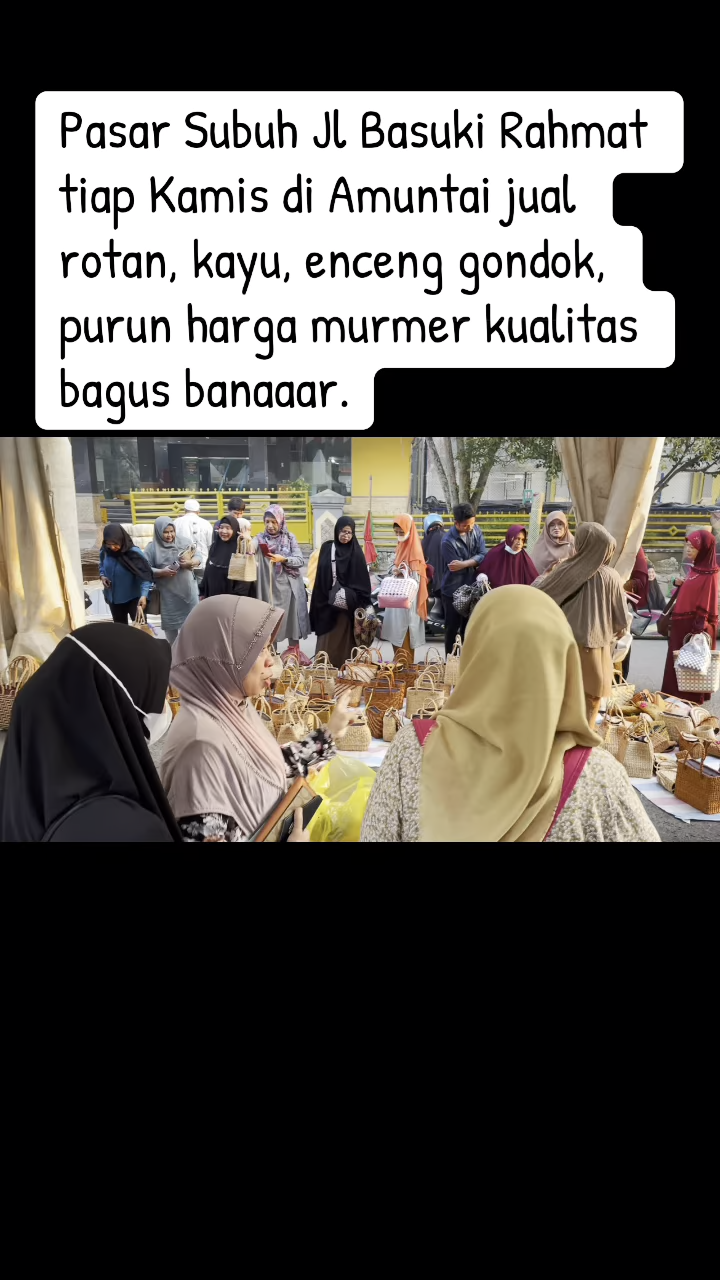 Pasar Subuh Jl Basuki Rahmat
tiap Kamis di Amuntai jual
rotan, kayu, enceng gondok,
purun harga murmer kualitas
bagus banaaar.